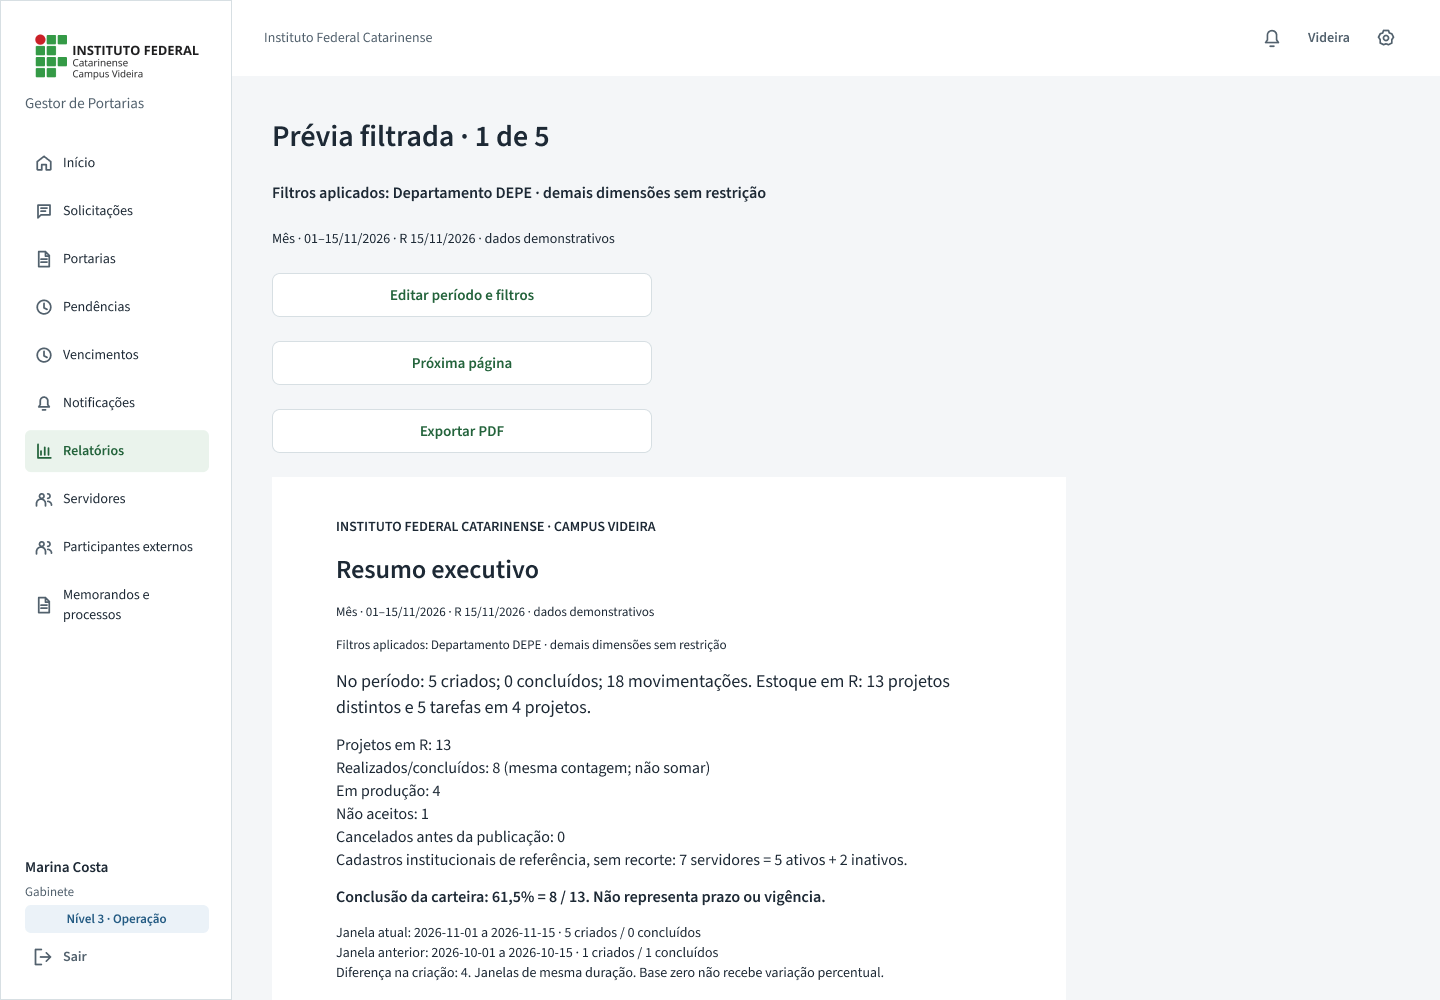 INSTITUTO FEDERAL
Catarinense
Campus Videira
Gestor de Portarias
Início
Solicitações
Portarias
Pendências
Vencimentos
Notificações
Relatórios
Servidores
Participantes externos
Memorandos e
processos
Marina Costa
Gabinete
Nível 3 · Operação
Sair
Instituto Federal Catarinense
Videira
Prévia filtrada · 1 de 5
Filtros aplicados: Departamento DEPE · demais dimensões sem restrição
Mês · 01–15/11/2026 · R 15/11/2026 · dados demonstrativos
Editar período e filtros
Próxima página
Exportar PDF
INSTITUTO FEDERAL CATARINENSE · CAMPUS VIDEIRA
Resumo executivo
Mês · 01–15/11/2026 · R 15/11/2026 · dados demonstrativos
Filtros aplicados: Departamento DEPE · demais dimensões sem restrição
No período: 5 criados; 0 concluídos; 18 movimentações. Estoque em R: 13 projetos
distintos e 5 tarefas em 4 projetos.
Projetos em R: 13
Realizados/concluídos: 8 (mesma contagem; não somar)
Em produção: 4
Não aceitos: 1
Cancelados antes da publicação: 0
Cadastros institucionais de referência, sem recorte: 7 servidores = 5 ativos + 2 inativos.
Conclusão da carteira: 61,5% = 8 / 13. Não representa prazo ou vigência.
Janela atual: 2026-11-01 a 2026-11-15 · 5 criados / 0 concluídos
Janela anterior: 2026-10-01 a 2026-10-15 · 1 criados / 1 concluídos
Diferença na criação: 4. Janelas de mesma duração. Base zero não recebe variação percentual.